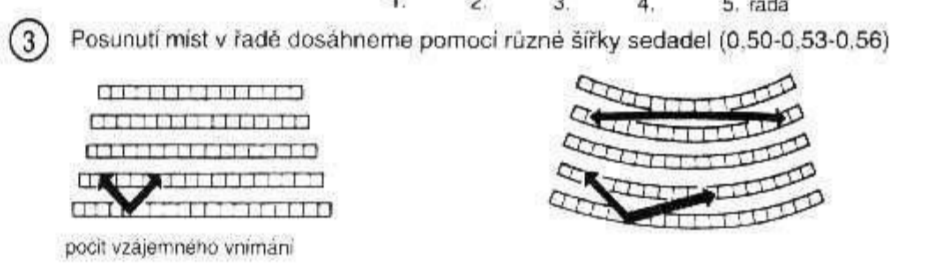 1. 2. 3. 4. 5. řada
3 Posunutí míst v řadě dosáhneme pomocí různé šířky sedadel (0,50-0,53-0,56)
pocit vzájemného vnímání